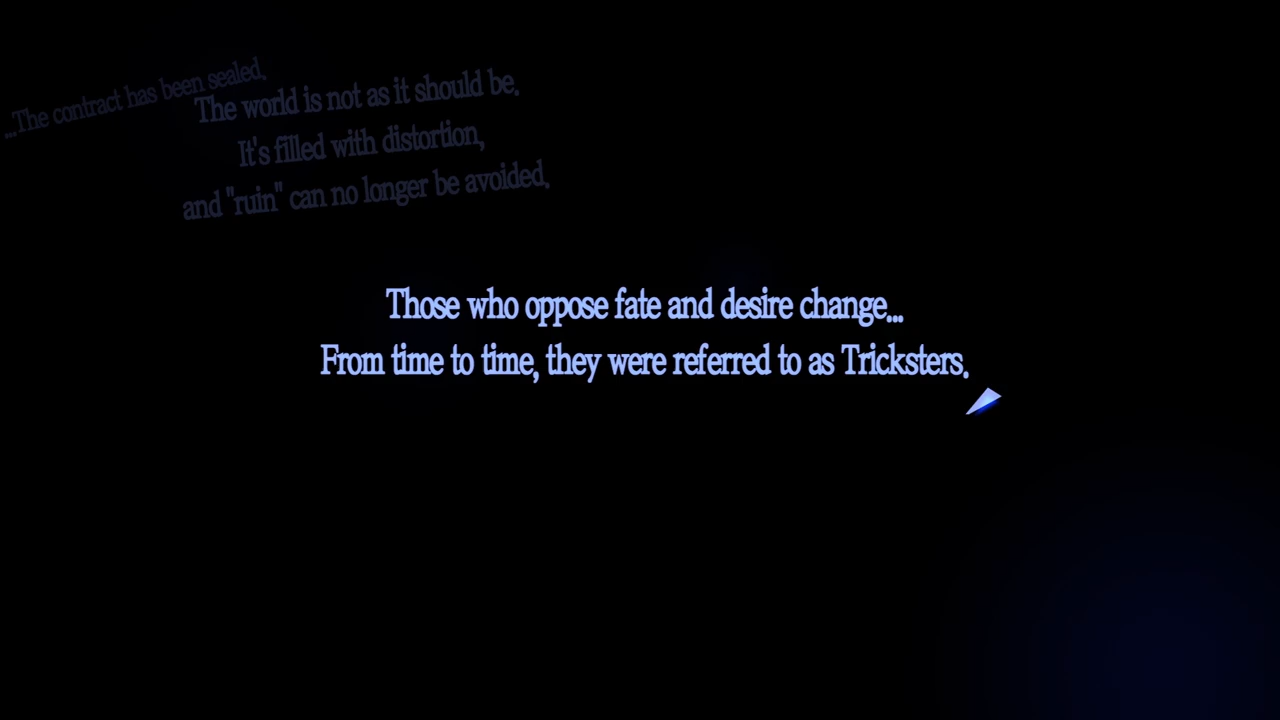 ...The contract has been sealed.
The world is not as it should be.
It's filled with distortion,
and "ruin" can no longer be avoided.
Those who oppose fate and desire change...
From time to time, they were referred to as Tricksters.